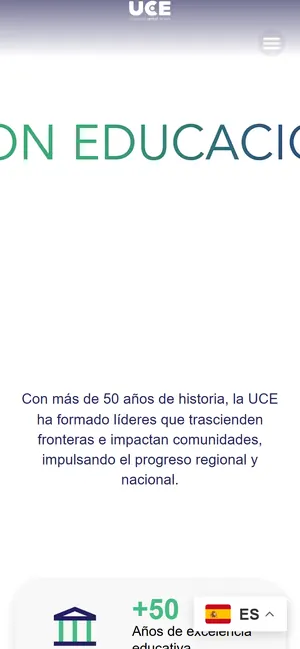 UCE
ON EDUCACIO
Con más de 50 años de historia, la UCE
ha formado líderes que trascienden
fronteras e impactan comunidades,
impulsando el progreso regional y
nacional.
+50
Años de excelencia
educativa
ES